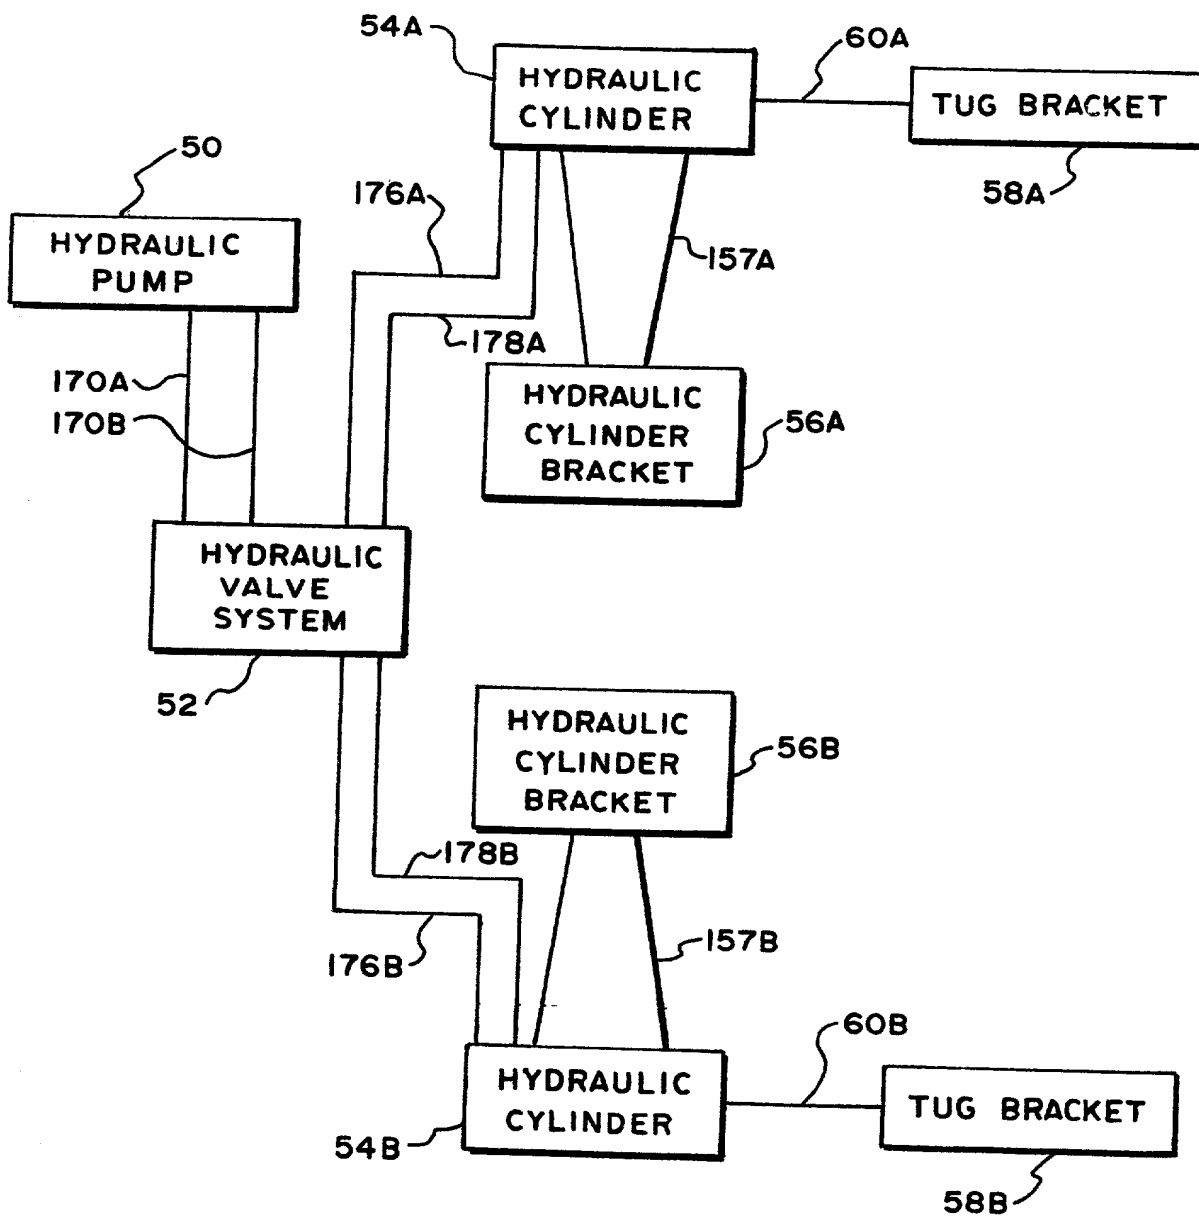 54A
HYDRAULIC
CYLINDER
60A
TUG BRACKET
58A
50
HYDRAULIC
PUMP
176A
157A
178A
170A
170B
HYDRAULIC
CYLINDER
BRACKET
56A
HYDRAULIC
VALVE
SYSTEM
52
HYDRAULIC
CYLINDER
BRACKET
56B
178B
176B
157B
60B
HYDRAULIC
CYLINDER
54B
TUG BRACKET
58B